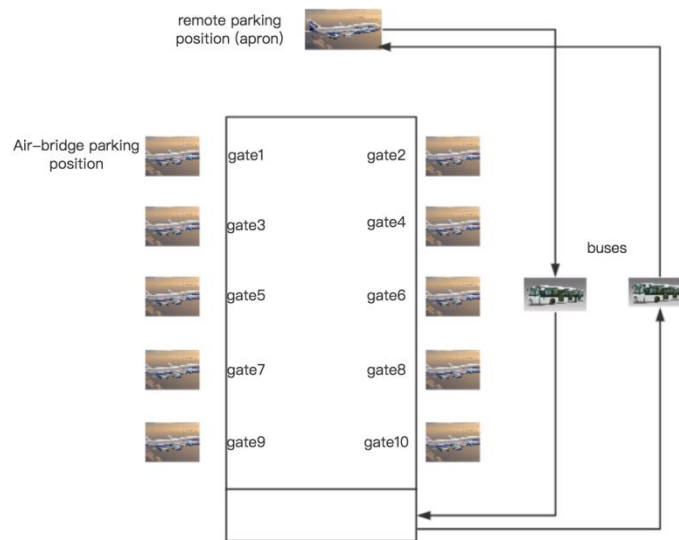 remote parking
position (apron)
Air-bridge parking
position
gate1
gate2
gate3
gate4
buses
gate5
gate6
gate7
gate8
gate9
gate10